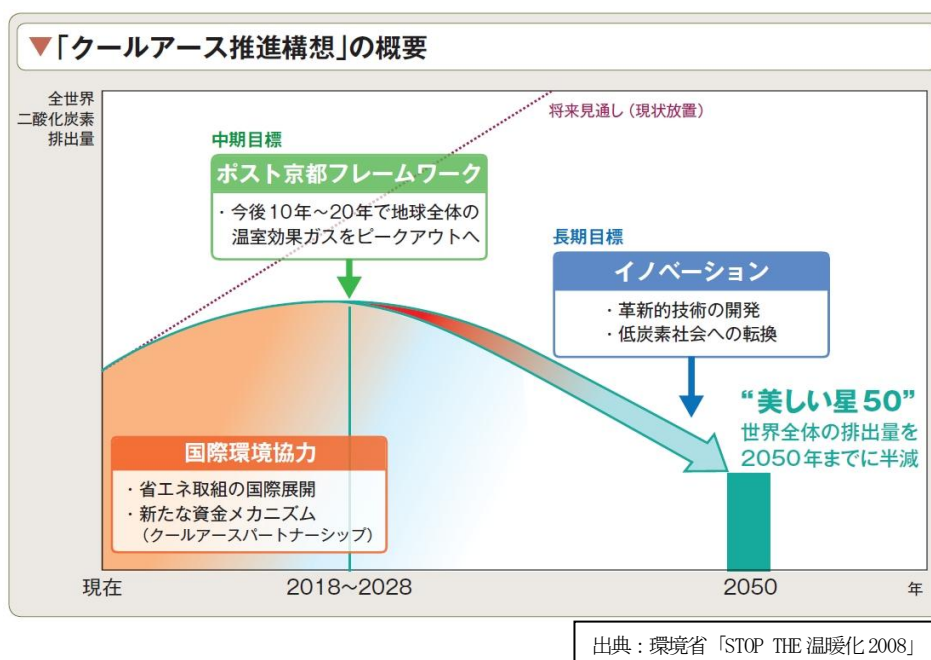 ▼「クールアース推進構想」の概要
全世界
二酸化炭素
排出量
将来見通し（現状放置）
中期目標
ポスト京都フレームワーク
・今後10年～20年で地球全体の
温室効果ガスをピークアウトへ
長期目標
イノベーション
・革新的技術の開発
・低炭素社会への転換
“美しい星50”
世界全体の排出量を
2050年までに半減
国際環境協力
・省エネ取組の国際展開
・新たな資金メカニズム
（クールアースパートナーシップ）
現在
2018～2028
2050
年
出典：環境省「STOP THE 温暖化 2008」